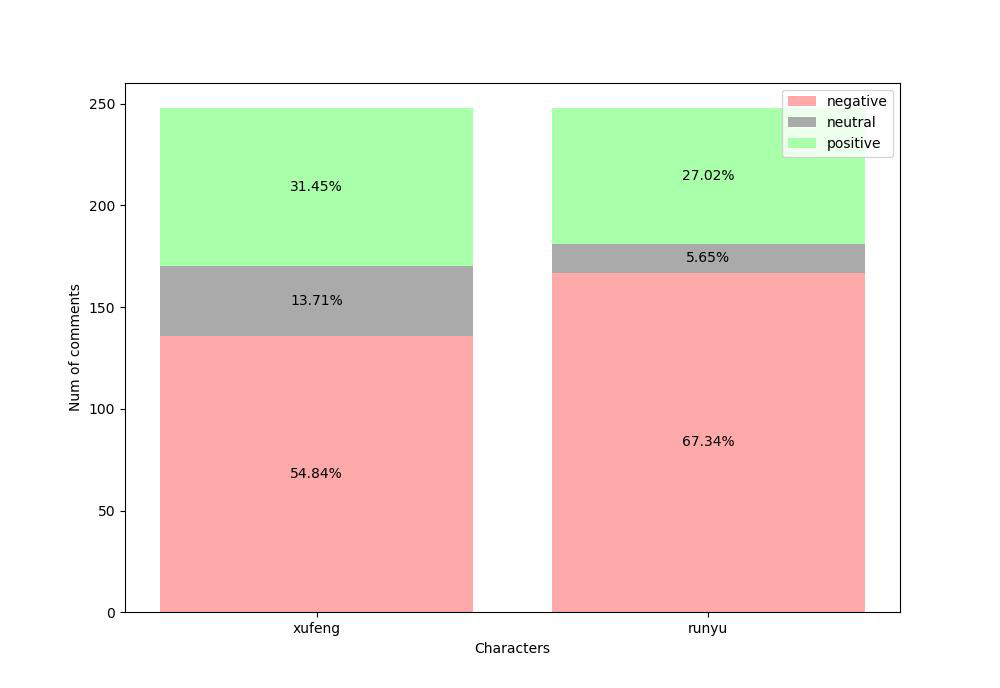 250
200
150
100
50
0
Num of comments
31.45%
13.71%
54.84%
27.02%
5.65%
67.34%
negative
neutral
positive
xufeng
runyu
Characters